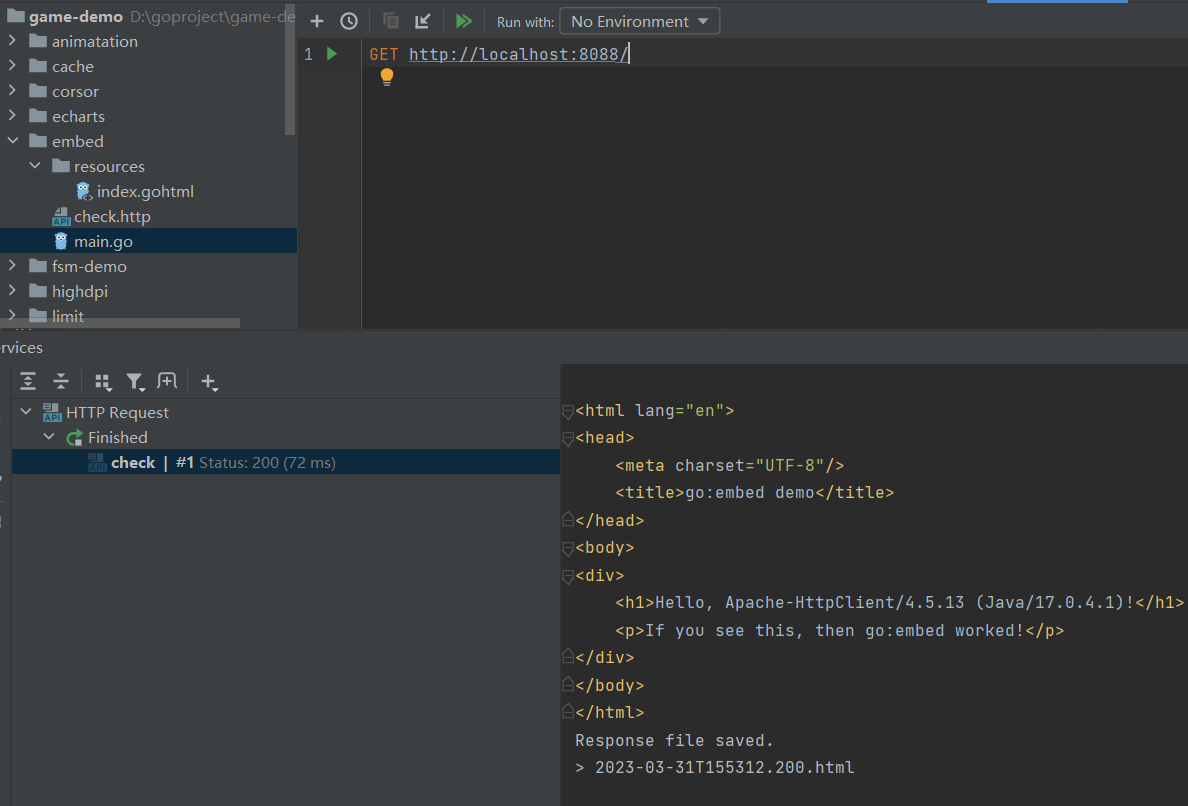 game-demo D:\goproject\game-de
animatation
cache
corsor
echarts
embed
resources
index.gohtml
API check.http
main.go
fsm-demo
highdpi
limit
Run with: No Environment
1 GET http://localhost:8088/
rvices
API HTTP Request
Finished
API check | #1 Status: 200 (72 ms)
<html lang="en">
<head>
<meta charset="UTF-8"/>
<title>go:embed demo</title>
</head>
<body>
<div>
<h1>Hello, Apache-HttpClient/4.5.13 (Java/17.0.4.1)!</h1>
<p>If you see this, then go:embed worked!</p>
</div>
</body>
</html>
Response file saved.
> 2023-03-31T155312.200.html